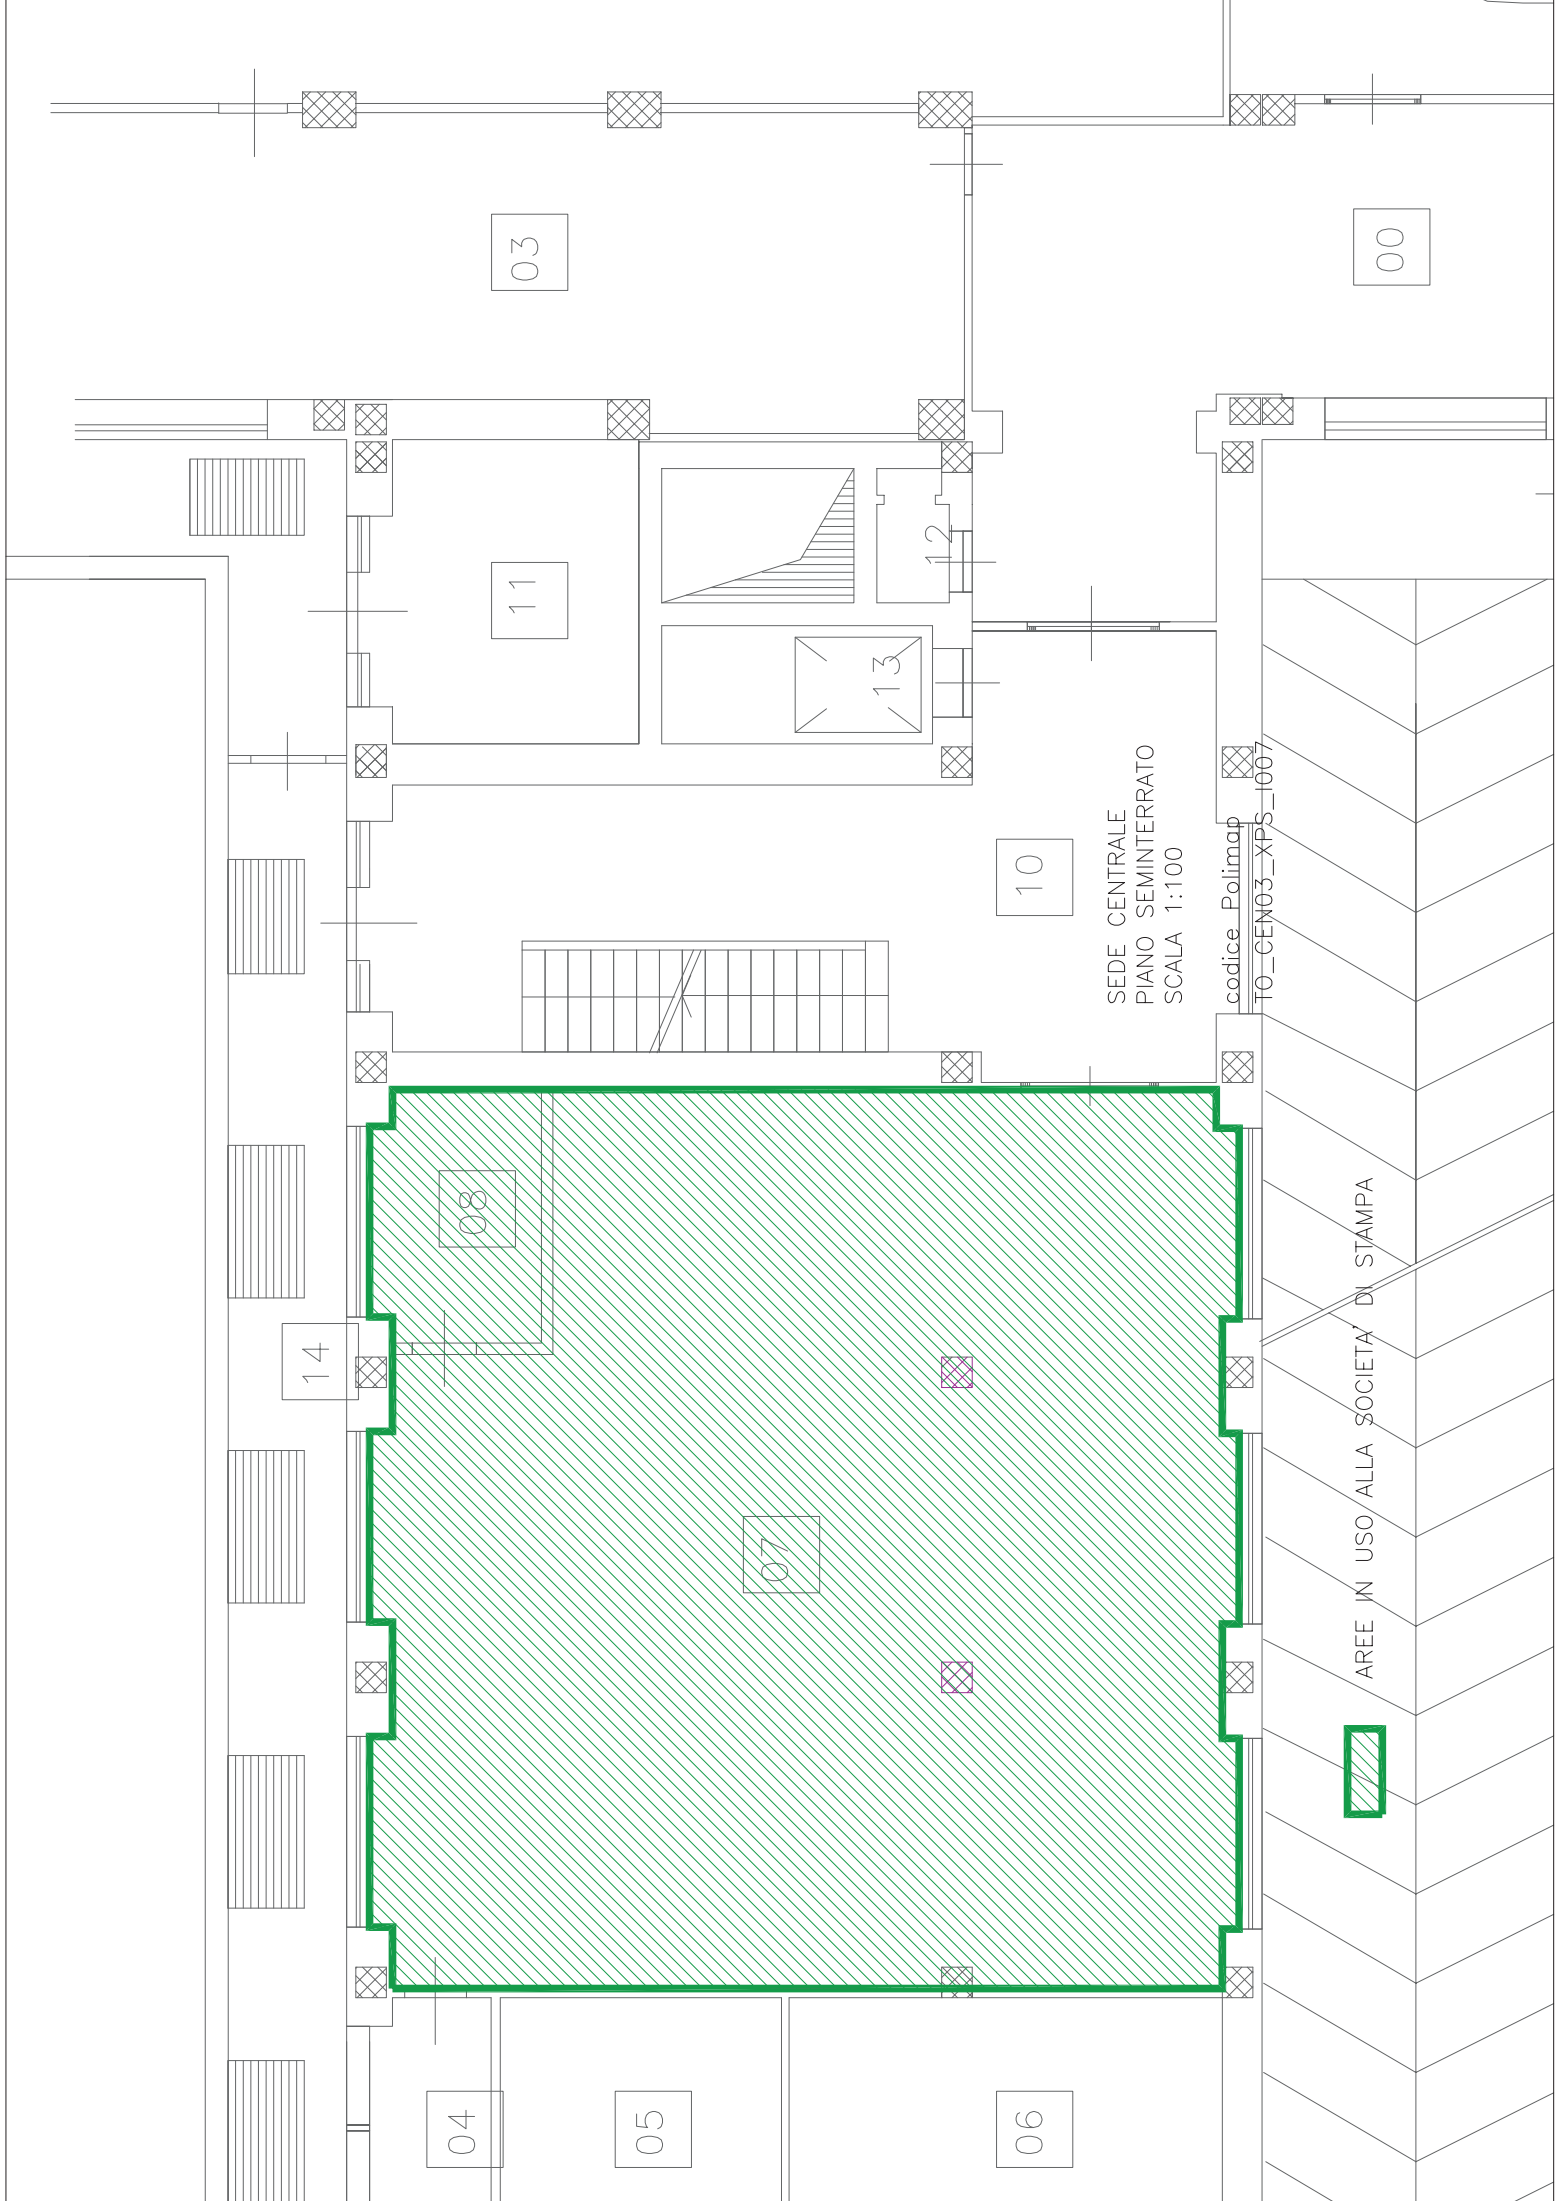 03
00
11
12
13
10
SEDE CENTRALE
PIANO SEMINTERRATO
SCALA 1:100
codice Polimap
TO_CEN03_XPS_I007
08
14
07
AREE IN USO ALLA SOCIETA' DI STAMPA
04
05
06